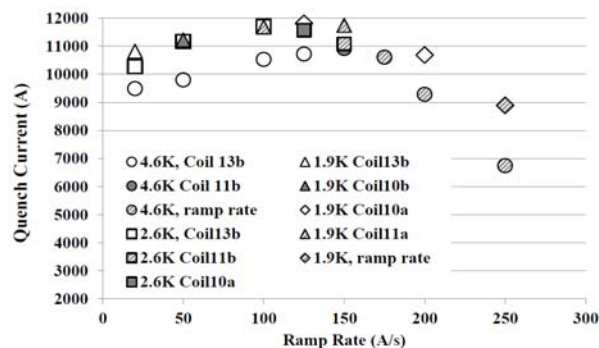 12000
11000
10000
9000
8000
7000
6000
5000
4000
3000
2000
Quench Current (A)
4.6K, Coil 13b
1.9K Coil13b
4.6K Coil 11b
1.9K Coil10b
4.6K, ramp rate
1.9K Coil10a
2.6K, Coil13b
1.9K Coil11a
2.6K Coil11b
1.9K, ramp rate
2.6K Coil10a
0 50 100 150 200 250 300
Ramp Rate (A/s)